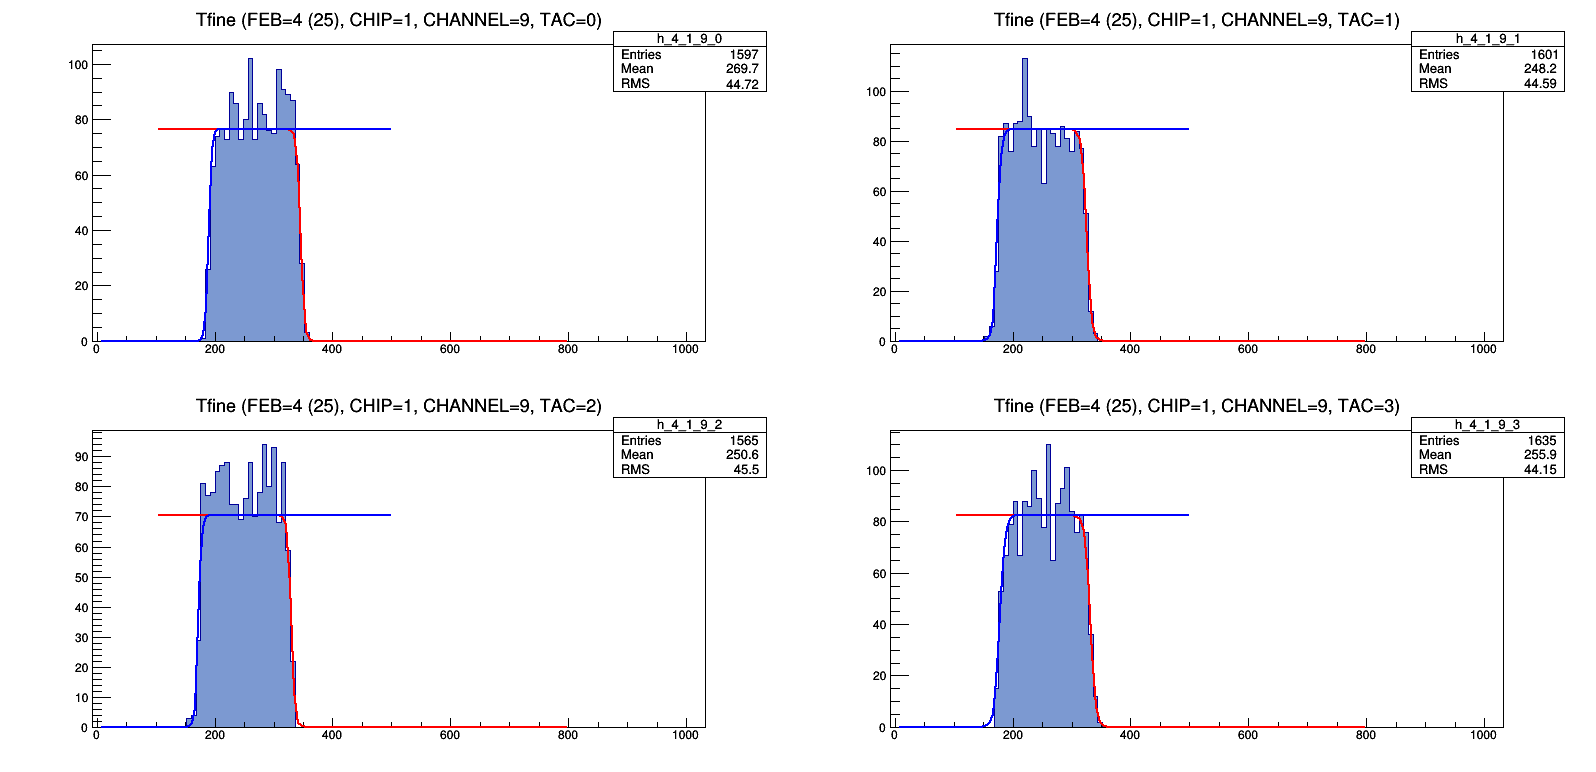 Tfine (FEB=4 (25), CHIP=1, CHANNEL=9, TAC=0)
h_4_1_9_0
Entries 1597
Mean 269.7
RMS 44.72
100
80
60
40
20
0
0 200 400 600 800 1000
Tfine (FEB=4 (25), CHIP=1, CHANNEL=9, TAC=1)
h_4_1_9_1
Entries 1601
Mean 248.2
RMS 44.59
100
80
60
40
20
0
0 200 400 600 800 1000
Tfine (FEB=4 (25), CHIP=1, CHANNEL=9, TAC=2)
h_4_1_9_2
Entries 1565
Mean 250.6
RMS 45.5
90
80
70
60
50
40
30
20
10
0
0 200 400 600 800 1000
Tfine (FEB=4 (25), CHIP=1, CHANNEL=9, TAC=3)
h_4_1_9_3
Entries 1635
Mean 255.9
RMS 44.15
100
80
60
40
20
0
0 200 400 600 800 1000